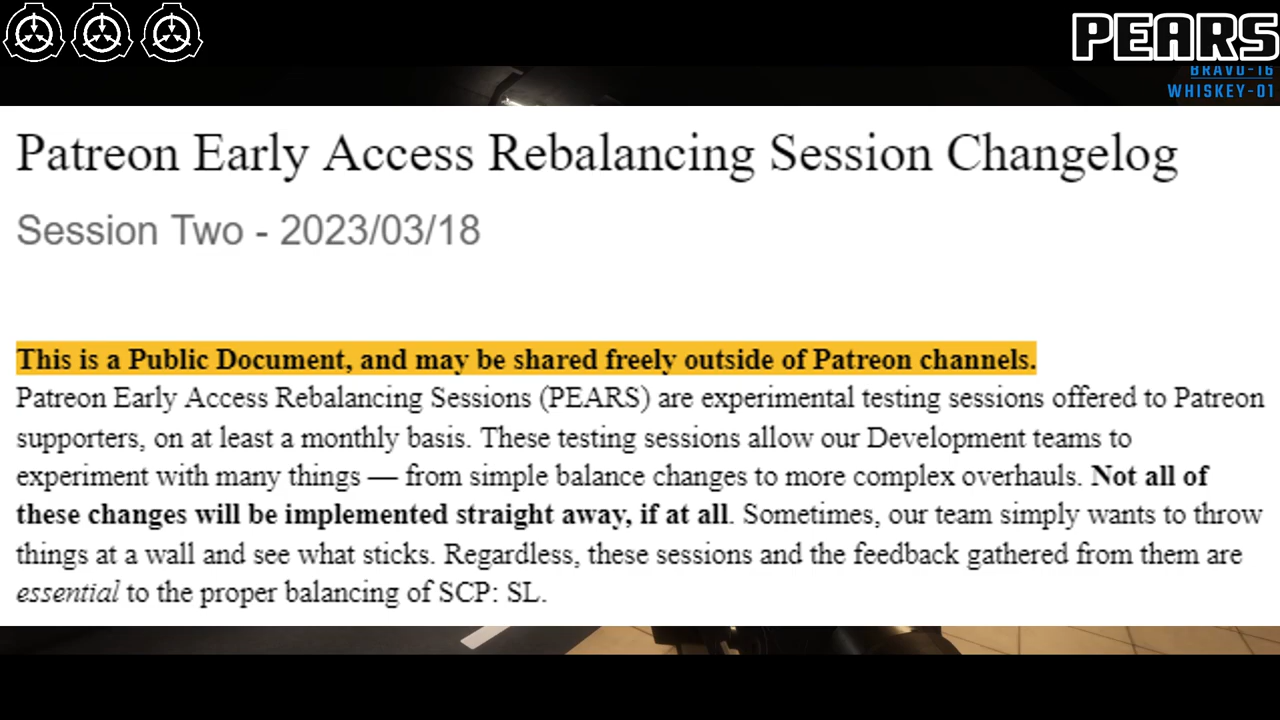 PEARS
BRAVO-16
WHISKEY-01
Patreon Early Access Rebalancing Session Changelog
Session Two - 2023/03/18
This is a Public Document, and may be shared freely outside of Patreon channels.
Patreon Early Access Rebalancing Sessions (PEARS) are experimental testing sessions offered to Patreon
supporters, on at least a monthly basis. These testing sessions allow our Development teams to
experiment with many things — from simple balance changes to more complex overhauls. Not all of
these changes will be implemented straight away, if at all. Sometimes, our team simply wants to throw
things at a wall and see what sticks. Regardless, these sessions and the feedback gathered from them are
essential to the proper balancing of SCP: SL.